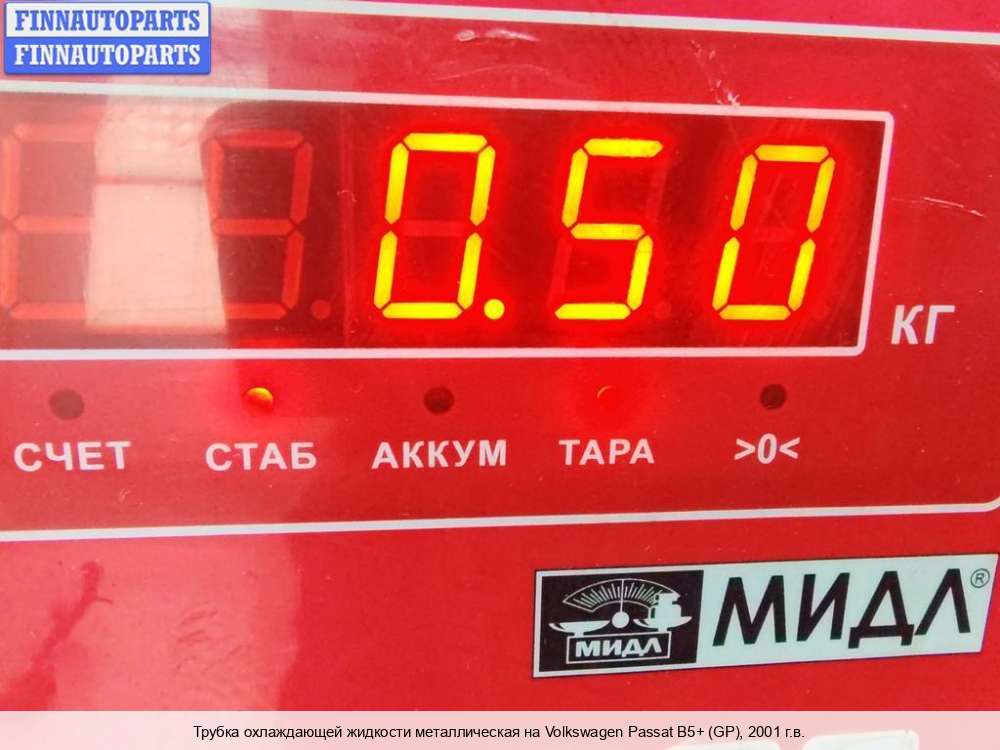 FINNAUTOPARTS
FINNAUTOPARTS
0.50
КГ
СЧЕТ СТАБ АККУМ ТАРА >0<
МИДЛ МИДЛ®
Трубка охлаждающей жидкости металлическая на Volkswagen Passat B5+ (GP), 2001 г.в.